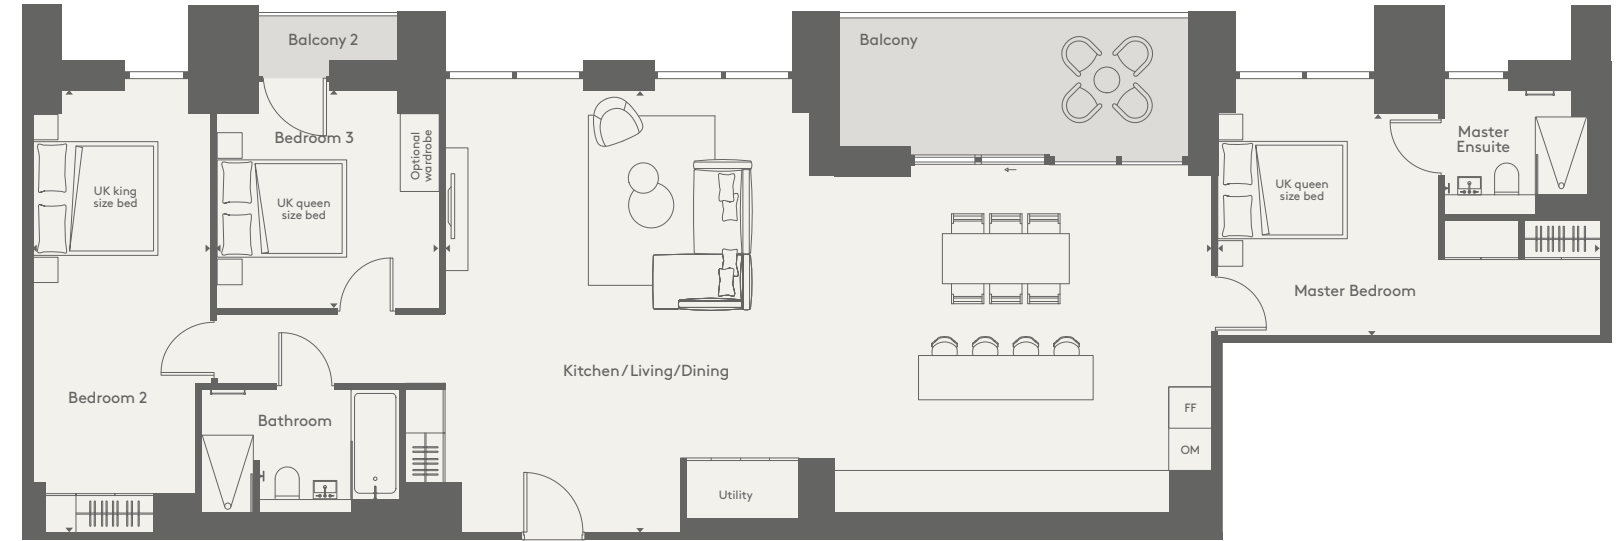 Balcony 2
Balcony
Bedroom 3
Optional
wardrobe
Master
Ensuite
UK king
size bed
UK queen
size bed
UK queen
size bed
Master Bedroom
Kitchen/Living/Dining
Bedroom 2
Bathroom
FF
OM
Utility